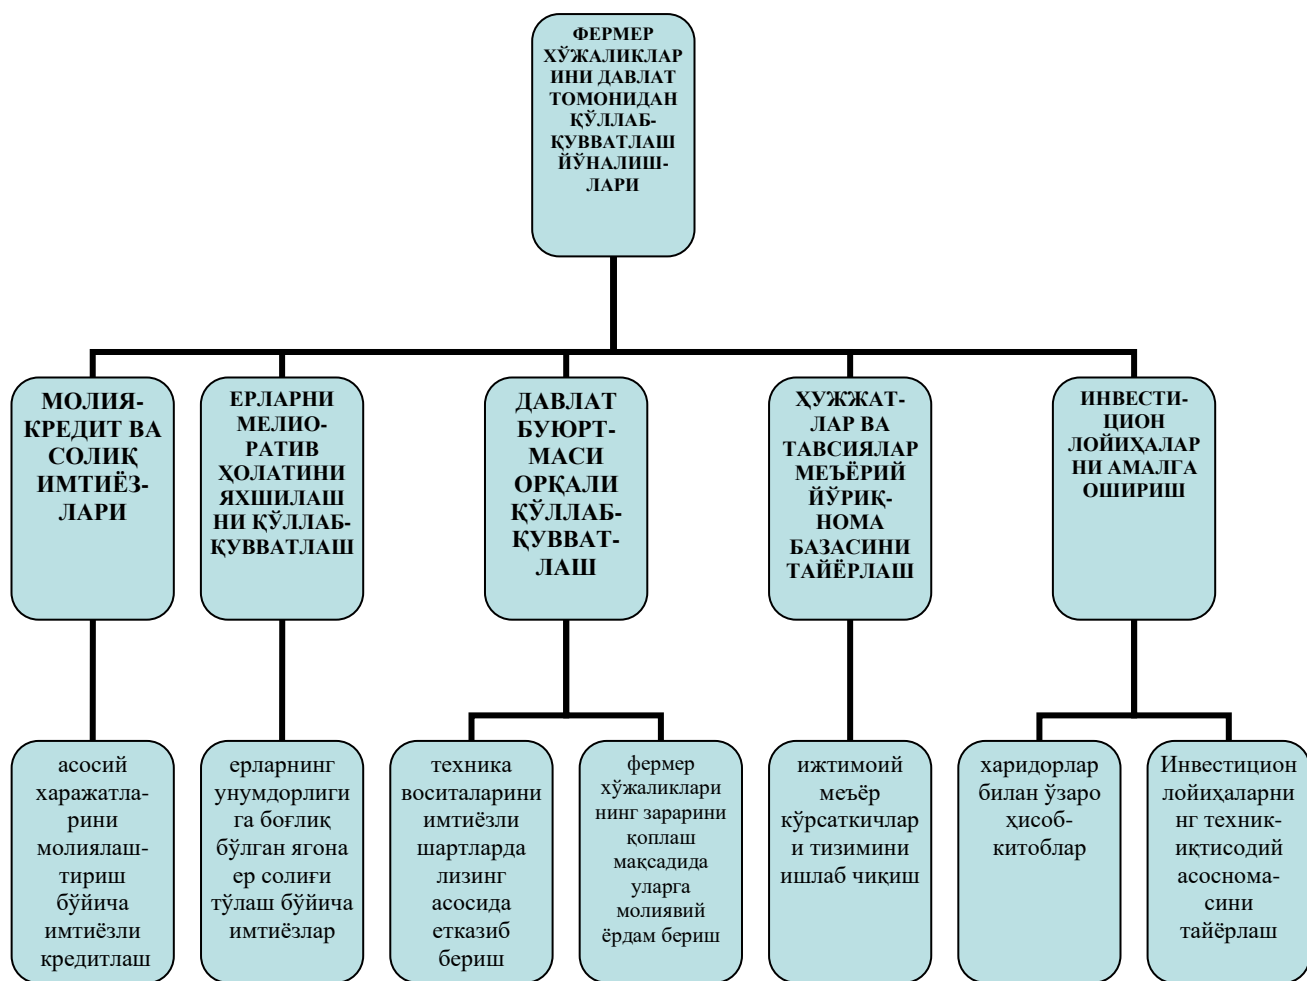 ФЕРМЕР
ХЎЖАЛИКЛАР
ИНИ ДАВЛАТ
ТОМОНИДАН
ҚЎЛЛАБ-
ҚУВВАТЛАШ
ЙЎНАЛИШ-
ЛАРИ
МОЛИЯ-
КРЕДИТ ВА
СОЛИҚ
ИМТИЁЗ-
ЛАРИ
ЕРЛАРНИ
МЕЛИО-
РАТИВ
ҲОЛАТИНИ
ЯХШИЛАШ
НИ ҚЎЛЛАБ-
ҚУВВАТЛАШ
ДАВЛАТ
БУЮРТ-
МАСИ
ОРҚАЛИ
ҚЎЛЛАБ-
ҚУВВАТ-
ЛАШ
ҲУЖЖАТ-
ЛАР ВА
ТАВСИЯЛАР
МЕЪЁРИЙ
ЙЎРИҚ-
НОМА
БАЗАСИНИ
ТАЙЁРЛАШ
ИНВЕСТИ-
ЦИОН
ЛОЙИҲАЛАР
НИ АМАЛГА
ОШИРИШ
асосий
харажатла-
рини
молиялаш-
тириш
бўйича
имтиёзли
кредитлаш
ерларнинг
унумдорлиги
га боғлиқ
бўлган ягона
ер солиғи
тўлаш бўйича
имтиёзлар
техника
воситаларини
имтиёзли
шартларда
лизинг
асосида
етказиб
бериш
фермер
хўжаликлари
нинг зарарини
қоплаш
мақсадида
уларга
молиявий
ёрдам бериш
ижтимоий
меъёр
кўрсаткичлар
и тизимини
ишлаб чиқиш
харидорлар
билан ўзаро
ҳисоб-
китоблар
Инвестицион
лойиҳаларни
нг техник-
иқтисодий
асоснома-
сини
тайёрлаш